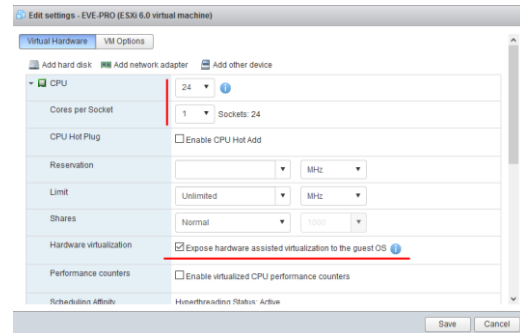 Edit settings - EVE-PRO (ESXi 6.0 virtual machine)
Virtual Hardware VM Options
Add hard disk Add network adapter Add other device
CPU 24
Cores per Socket 1 Sockets: 24
CPU Hot Plug Enable CPU Hot Add
Reservation MHz
Limit Unlimited MHz
Shares Normal 1000
Hardware virtualization Expose hardware assisted virtualization to the guest OS
Performance counters Enable virtualized CPU performance counters
Scheduling Affinity Hyperthreading Status: Active
Save Cancel